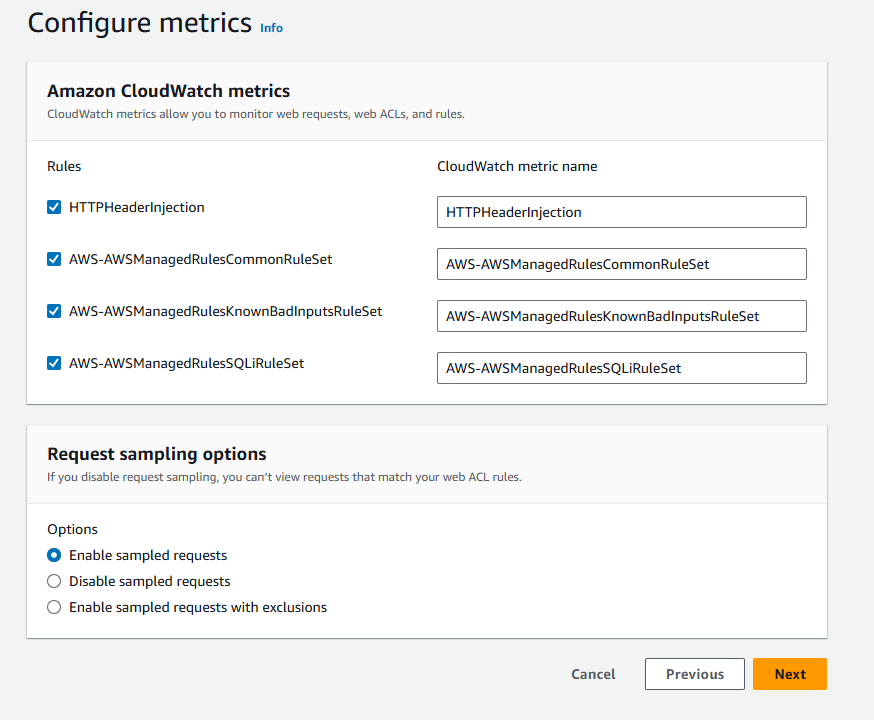 Configure metrics Info
Amazon CloudWatch metrics
CloudWatch metrics allow you to monitor web requests, web ACLs, and rules.
Rules CloudWatch metric name
HTTPHeaderInjection HTTPHeaderInjection
AWS-AWSManagedRulesCommonRuleSet AWS-AWSManagedRulesCommonRuleSet
AWS-AWSManagedRulesKnownBadInputsRuleSet AWS-AWSManagedRulesKnownBadInputsRuleSet
AWS-AWSManagedRulesSQLiRuleSet AWS-AWSManagedRulesSQLiRuleSet
Request sampling options
If you disable request sampling, you can't view requests that match your web ACL rules.
Options
Enable sampled requests
Disable sampled requests
Enable sampled requests with exclusions
Cancel Previous Next